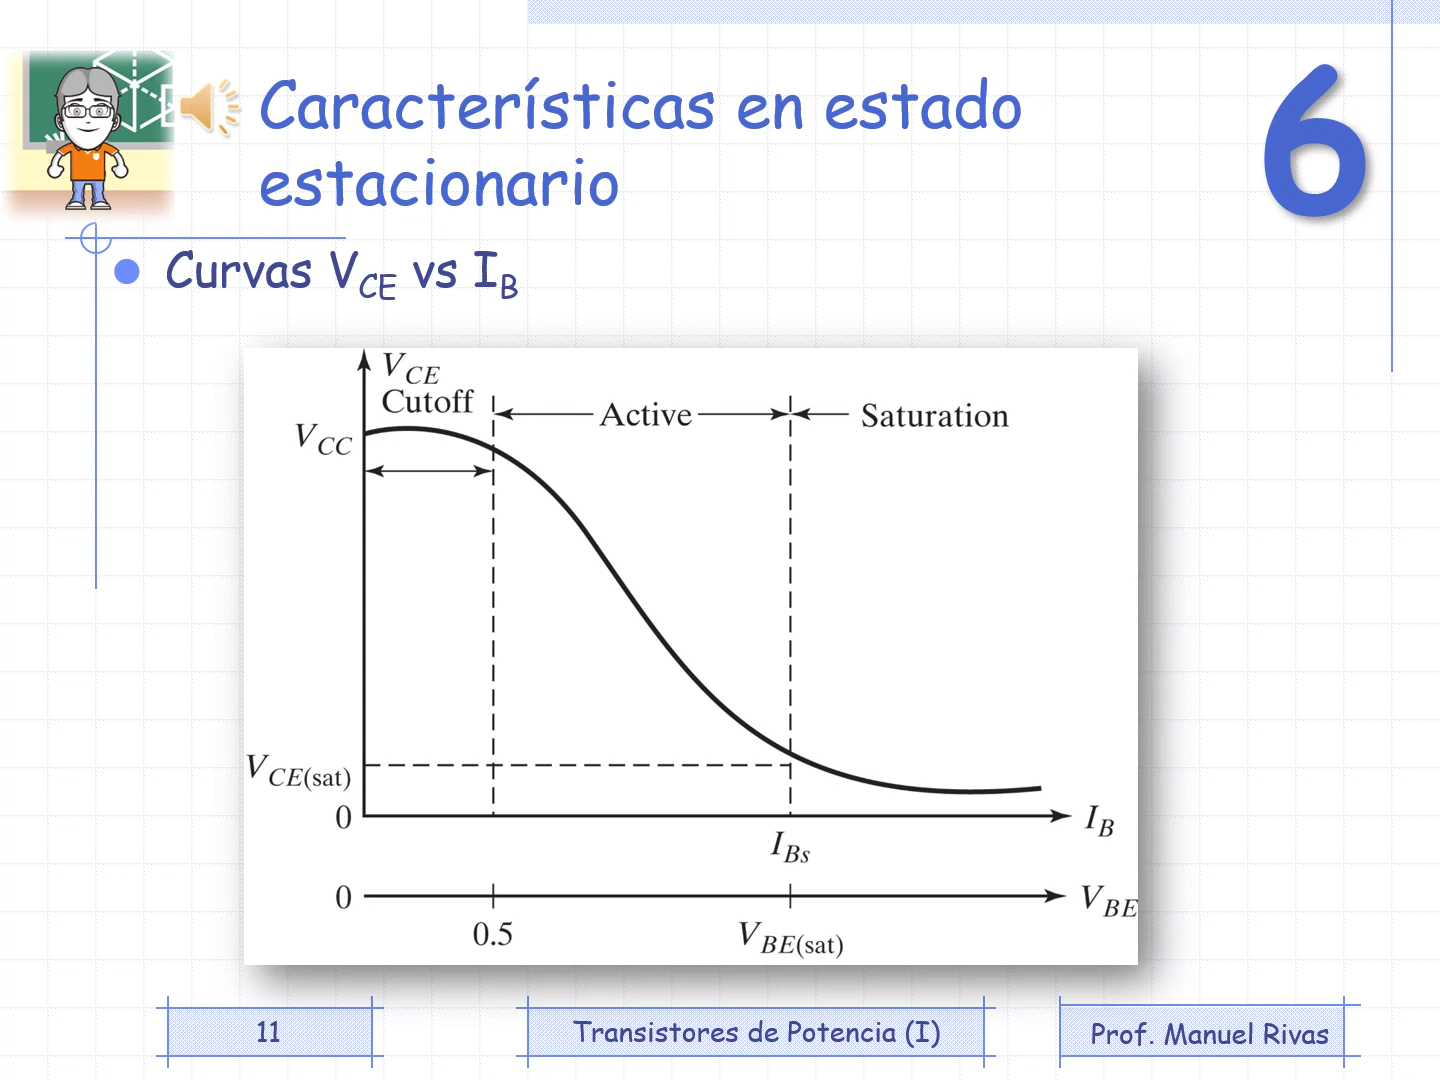 Características en estado
estacionario
6
Curvas VCE vs IB
VCE
Cutoff
Active
Saturation
VCC
VCE(sat)
0
IB
IBs
0
VBE
0.5
VBE(sat)
11
Transistores de Potencia (I)
Prof. Manuel Rivas